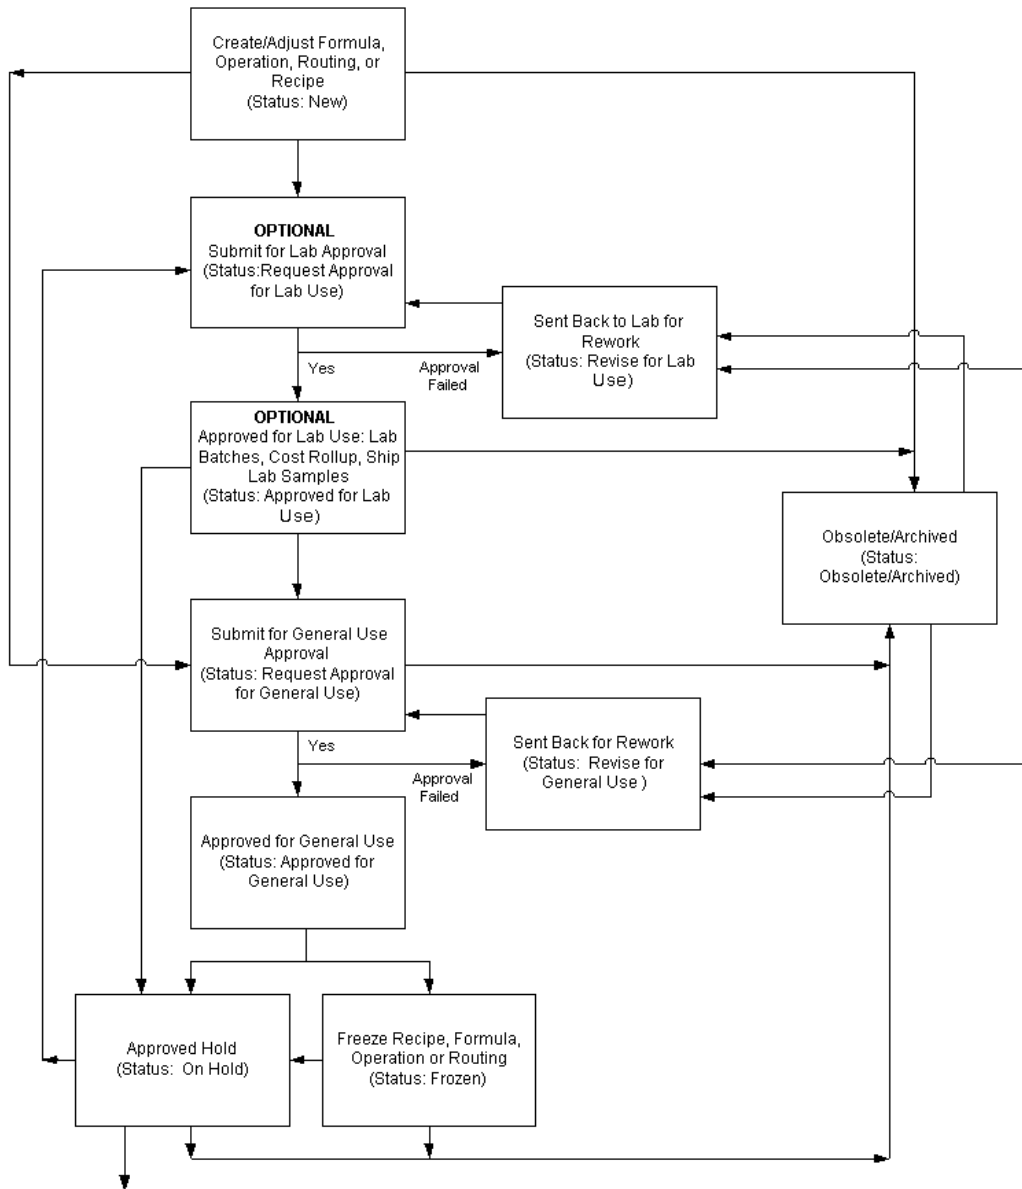 Create/Adjust Formula,
Operation, Routing, or
Recipe
(Status: New)
OPTIONAL
Submit for Lab Approval
(Status:Request Approval
for Lab Use)
Sent Back to Lab for
Rework
(Status: Revise for Lab
Use)
Yes
Approval
Failed
OPTIONAL
Approved for Lab Use: Lab
Batches, Cost Rollup, Ship
Lab Samples
(Status: Approved for Lab
Use)
Obsolete/Archived
(Status:
Obsolete/Archived)
Submit for General Use
Approval
(Status: Request Approval
for General Use)
Sent Back for Rework
(Status:  Revise for
General Use )
Yes
Approval
Failed
Approved for General Use
(Status: Approved for
General Use)
Approved Hold
(Status:  On Hold)
Freeze Recipe, Formula,
Operation or Routing
(Status: Frozen)